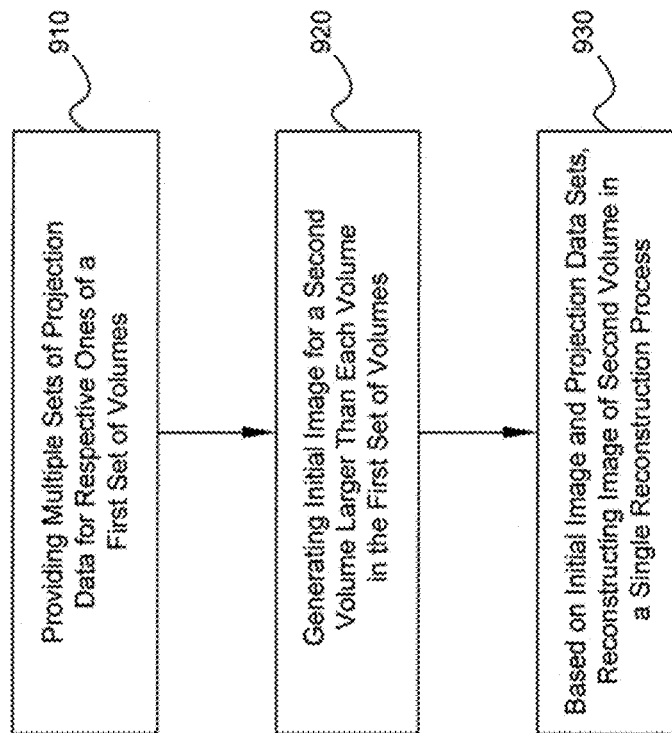 Providing Multiple Sets of Projection
Data for Respective Ones of a
First Set of Volumes
910
Generating Initial Image for a Second
Volume Larger Than Each Volume
in the First Set of Volumes
920
Based on Initial Image and Projection Data Sets,
Reconstructing Image of Second Volume in
a Single Reconstruction Process
930